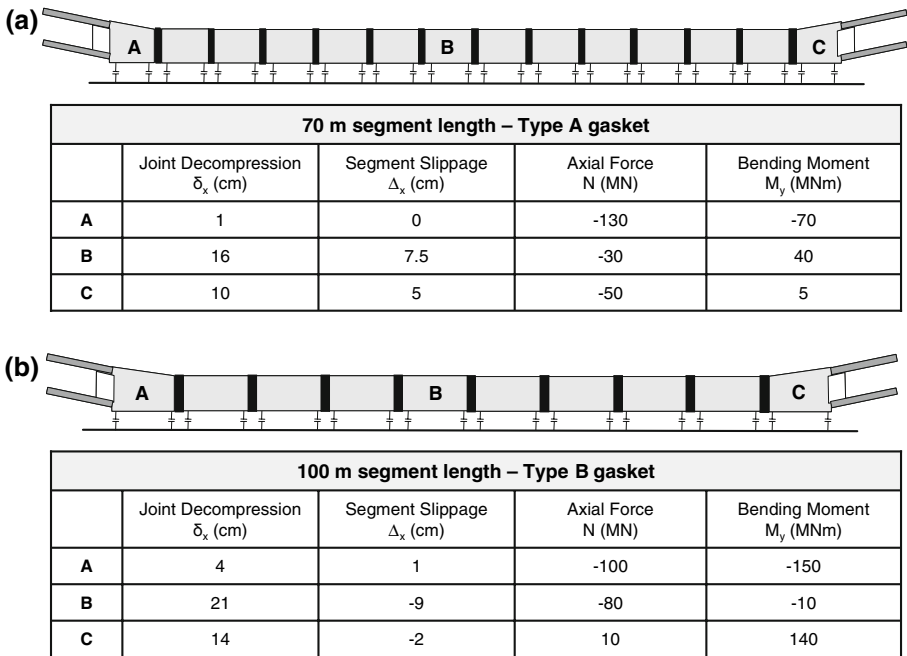 (a)
A B C
70 m segment length – Type A gasket
Joint Decompression δx (cm) Segment Slippage Δx (cm) Axial Force N (MN) Bending Moment My (MNm)
A 1 0 -130 -70
B 16 7.5 -30 40
C 10 5 -50 5
(b)
A B C
100 m segment length – Type B gasket
Joint Decompression δx (cm) Segment Slippage Δx (cm) Axial Force N (MN) Bending Moment My (MNm)
A 4 1 -100 -150
B 21 -9 -80 -10
C 14 -2 10 140